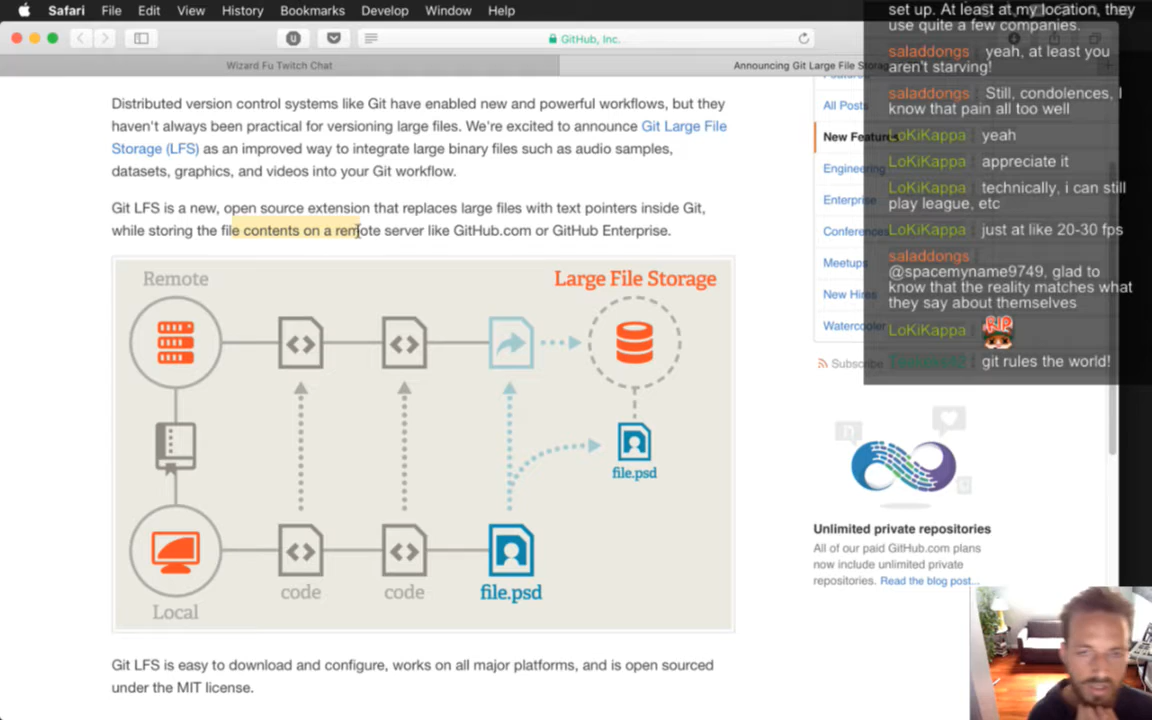 Safari File Edit View History Bookmarks Develop Window Help
GitHub, Inc.
Wizard Fu Twitch Chat
Announcing Git Large File Storage
Distributed version control systems like Git have enabled new and powerful workflows, but they
haven't always been practical for versioning large files. We're excited to announce Git Large File
Storage (LFS) as an improved way to integrate large binary files such as audio samples,
datasets, graphics, and videos into your Git workflow.
Git LFS is a new, open source extension that replaces large files with text pointers inside Git,
while storing the file contents on a remote server like GitHub.com or GitHub Enterprise.
Remote
Large File Storage
file.psd
code
code
file.psd
Local
Git LFS is easy to download and configure, works on all major platforms, and is open sourced
under the MIT license.
All Posts
New Features
Engineering
Enterprise
Conferences
Meetups
New Hires
Watercooler
Subscribe
Unlimited private repositories
All of our paid GitHub.com plans
now include unlimited private
repositories. Read the blog post...
set up. At least at my location, they
use quite a few companies.
saladdongs yeah, at least you
aren't starving!
saladdongs Still, condolences, I
know that pain all too well
LoKiKappa yeah
LoKiKappa appreciate it
LoKiKappa technically, i can still
play league, etc
LoKiKappa just at like 20-30 fps
saladdongs
@spacemyname9749, glad to
know that the reality matches what
they say about themselves
LoKiKappa RIP
git rules the world!